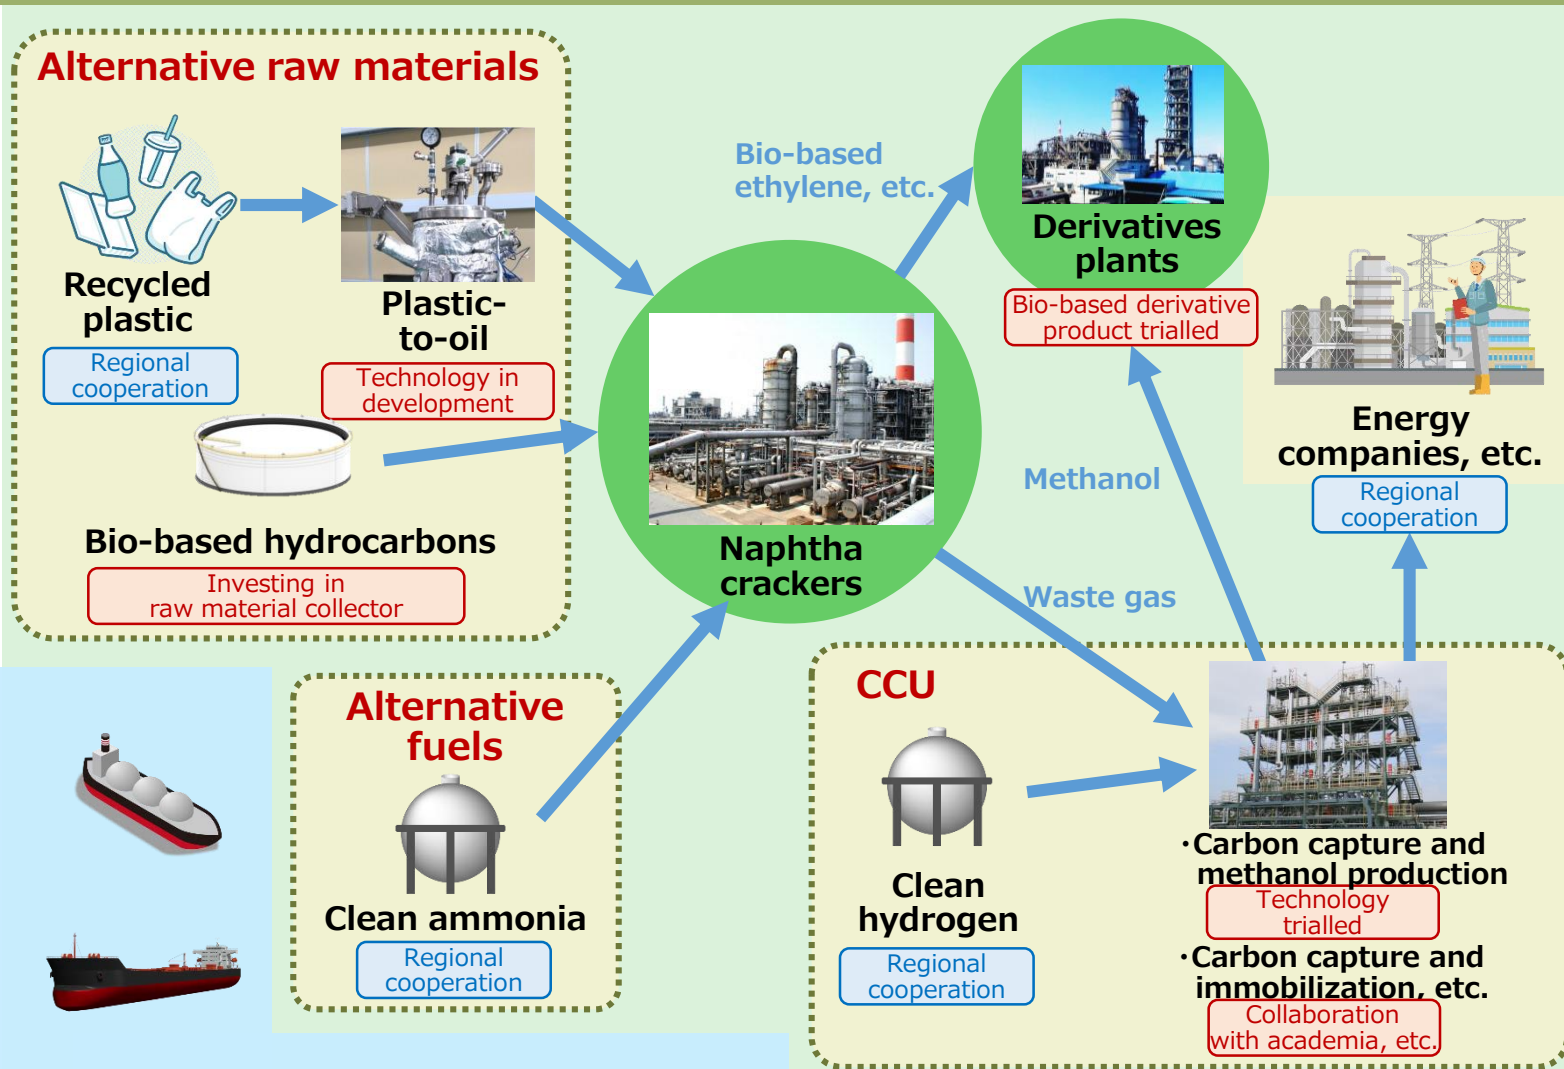 Alternative raw materials
Recycled
plastic
Regional
cooperation
Plastic-
to-oil
Technology in
development
Bio-based hydrocarbons
Investing in
raw material collector
Bio-based
ethylene, etc.
Naphtha
crackers
Derivatives
plants
Bio-based derivative
product trialled
Energy
companies, etc.
Regional
cooperation
Methanol
Waste gas
Alternative
fuels
Clean ammonia
Regional
cooperation
CCU
Clean
hydrogen
Regional
cooperation
・Carbon capture and
methanol production
Technology
trialled
・Carbon capture and
immobilization, etc.
Collaboration
with academia, etc.